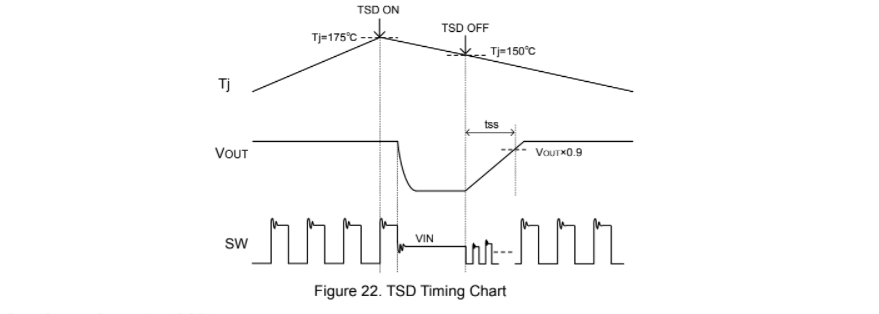 TSD ON
TSD OFF
Tj=175℃
Tj=150℃
Tj
tss
VOUT
VOUT×0.9
SW
VIN
Figure 22. TSD Timing Chart